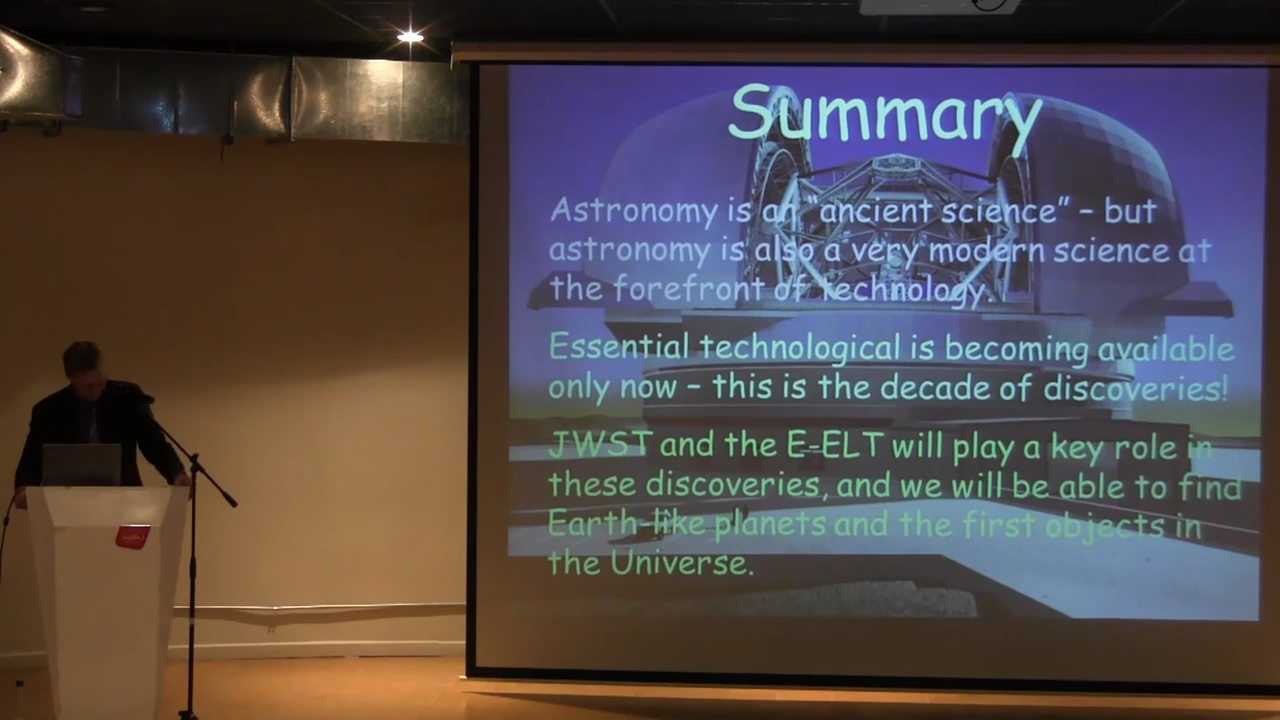 Summary
Astronomy is an “ancient science” – but
astronomy is also a very modern science at
the forefront of technology.
Essential technological is becoming available
only now – this is the decade of discoveries!
JWST and the E-ELT will play a key role in
these discoveries, and we will be able to find
Earth-like planets and the first objects in
the Universe.